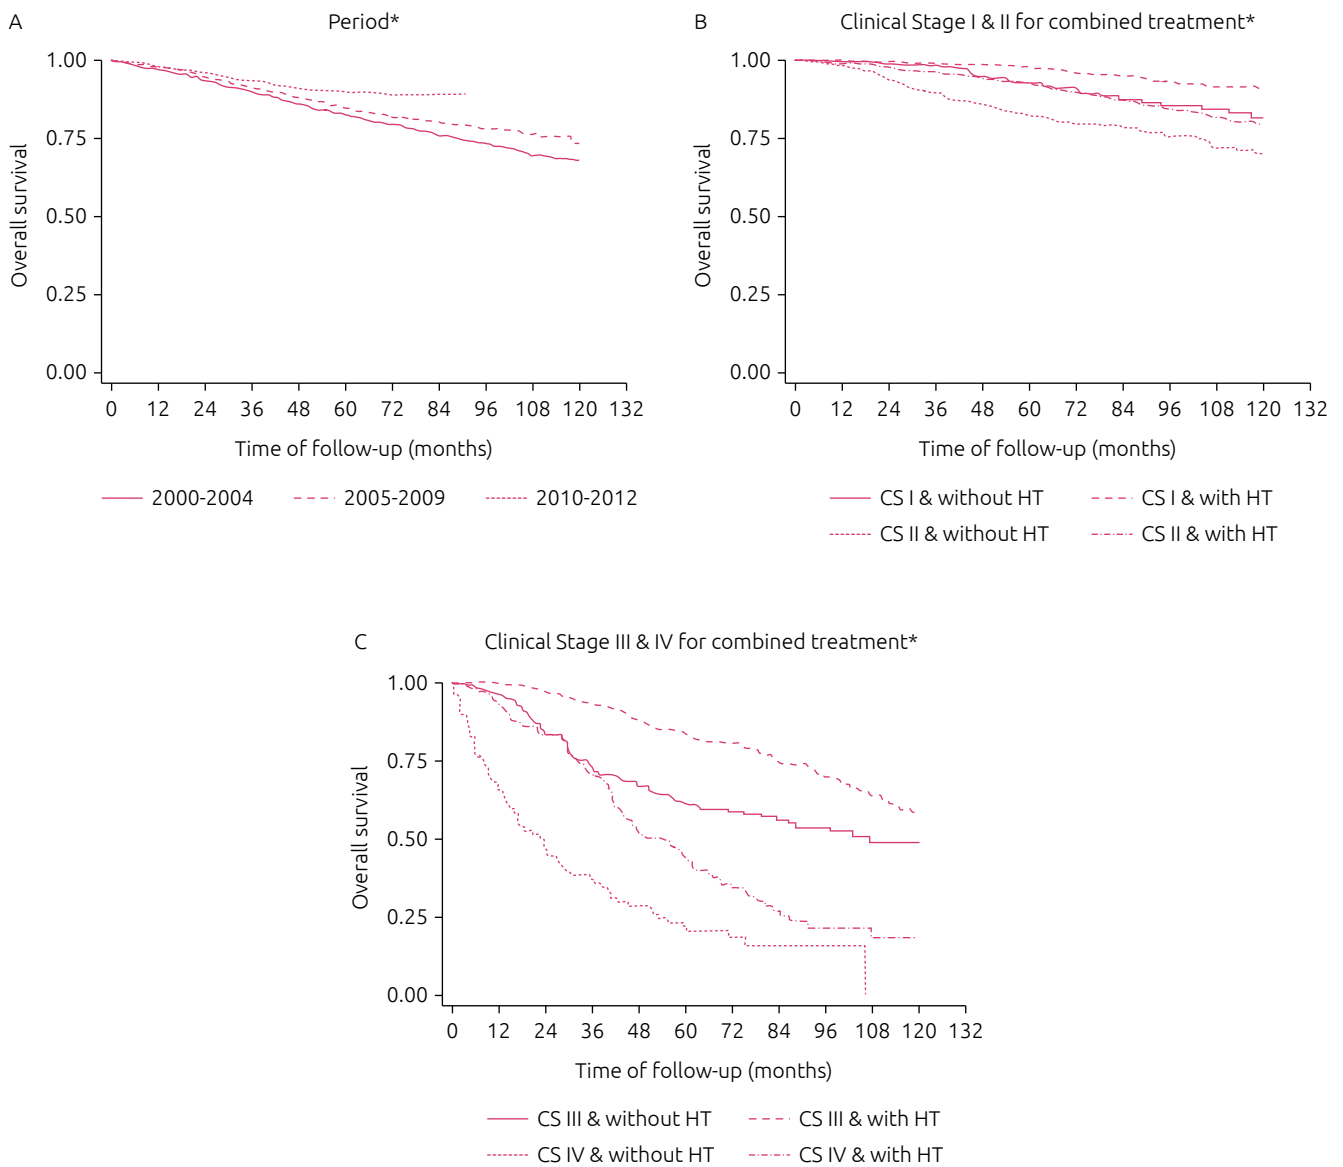 A
Period*
1.00
0.75
0.50
0.25
0.00
Overall survival
0 12 24 36 48 60 72 84 96 108 120 132
Time of follow-up (months)
2000-2004 2005-2009 2010-2012
B
Clinical Stage I & II for combined treatment*
1.00
0.75
0.50
0.25
0.00
Overall survival
0 12 24 36 48 60 72 84 96 108 120 132
Time of follow-up (months)
CS I & without HT CS I & with HT
CS II & without HT CS II & with HT
C
Clinical Stage III & IV for combined treatment*
1.00
0.75
0.50
0.25
0.00
Overall survival
0 12 24 36 48 60 72 84 96 108 120 132
Time of follow-up (months)
CS III & without HT CS III & with HT
CS IV & without HT CS IV & with HT